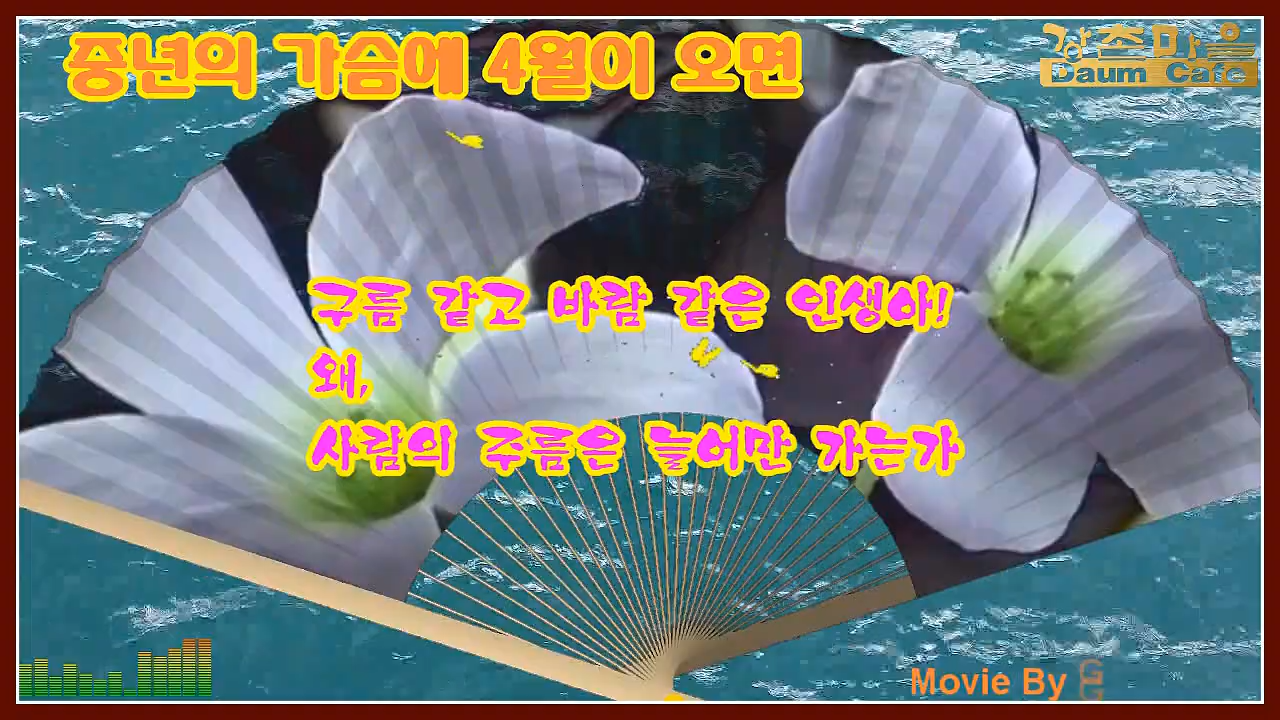 중년의 가슴에 4월이 오면
강촌마을
Daum Cafe
구름 같고 바람 같은 인생아!
왜,
사람의 주름은 늘어만 가는가
Movie By G